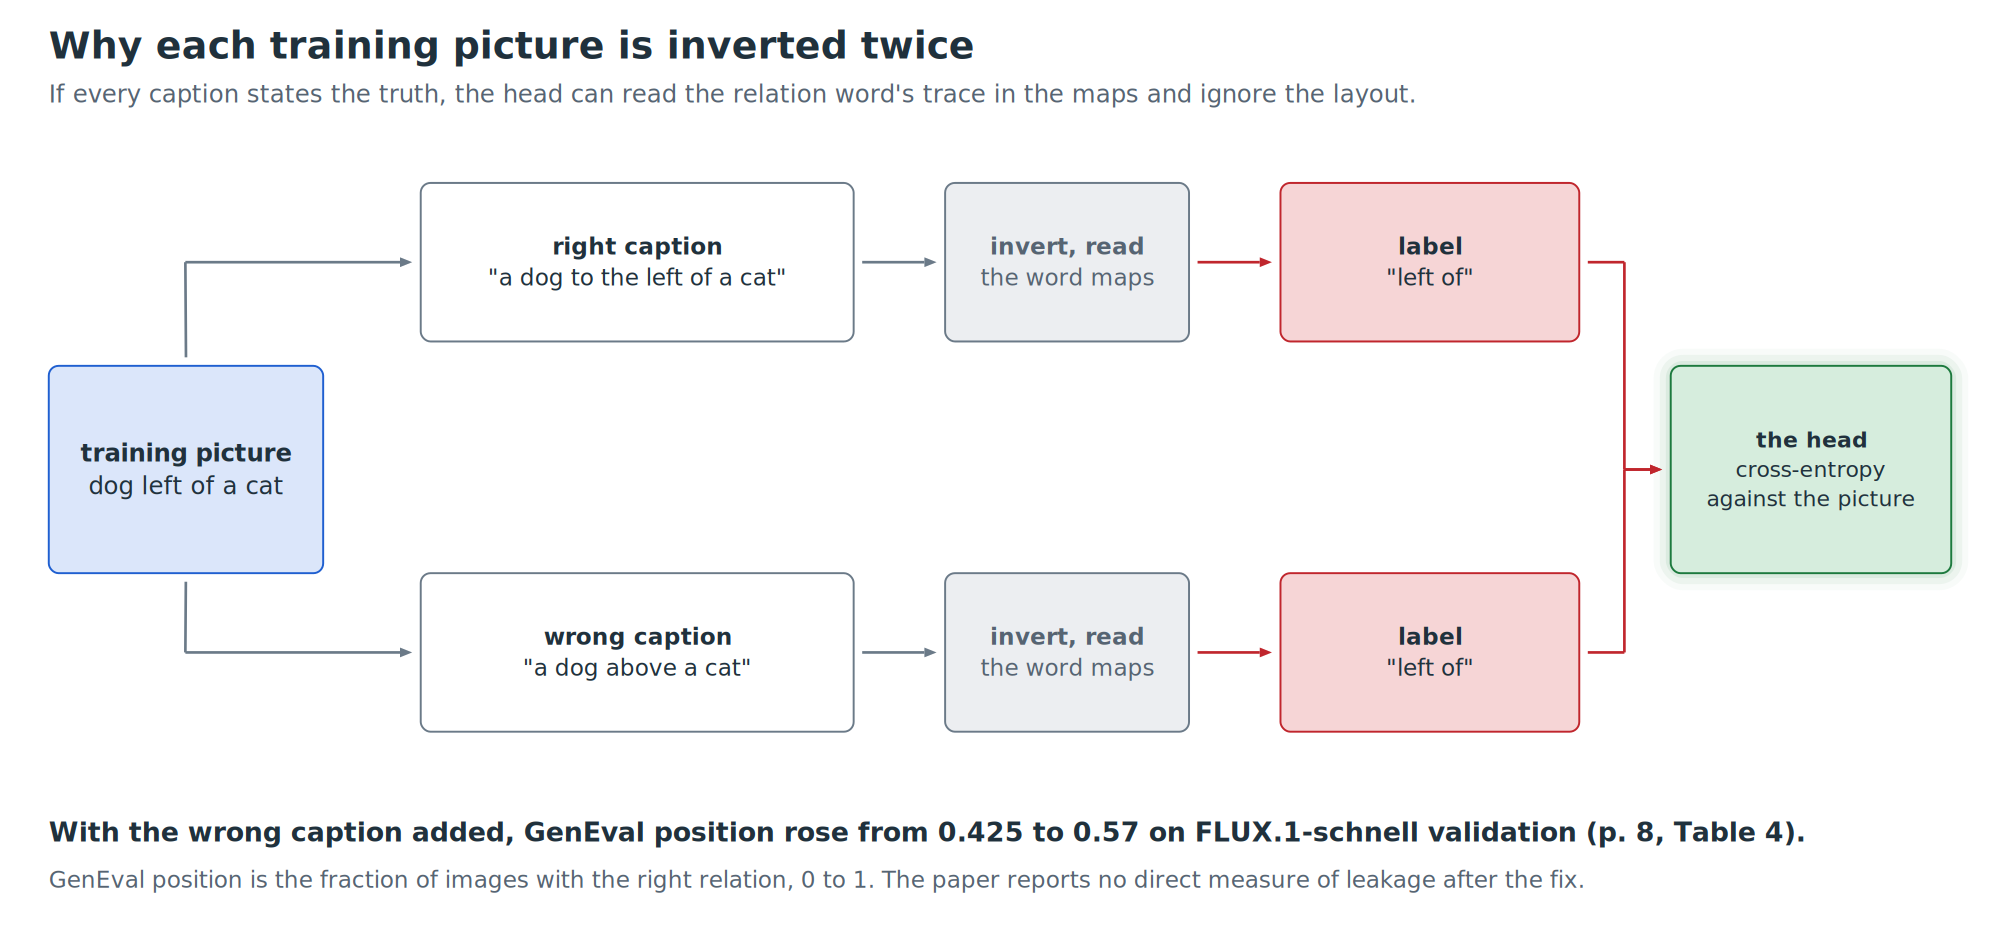 Why each training picture is inverted twice
If every caption states the truth, the head can read the relation word's trace in the maps and ignore the layout.
right caption
"a dog to the left of a cat"
invert, read
the word maps
label
"left of"
training picture
dog left of a cat
the head
cross-entropy
against the picture
wrong caption
"a dog above a cat"
invert, read
the word maps
label
"left of"
With the wrong caption added, GenEval position rose from 0.425 to 0.57 on FLUX.1-schnell validation (p. 8, Table 4).
GenEval position is the fraction of images with the right relation, 0 to 1. The paper reports no direct measure of leakage after the fix.